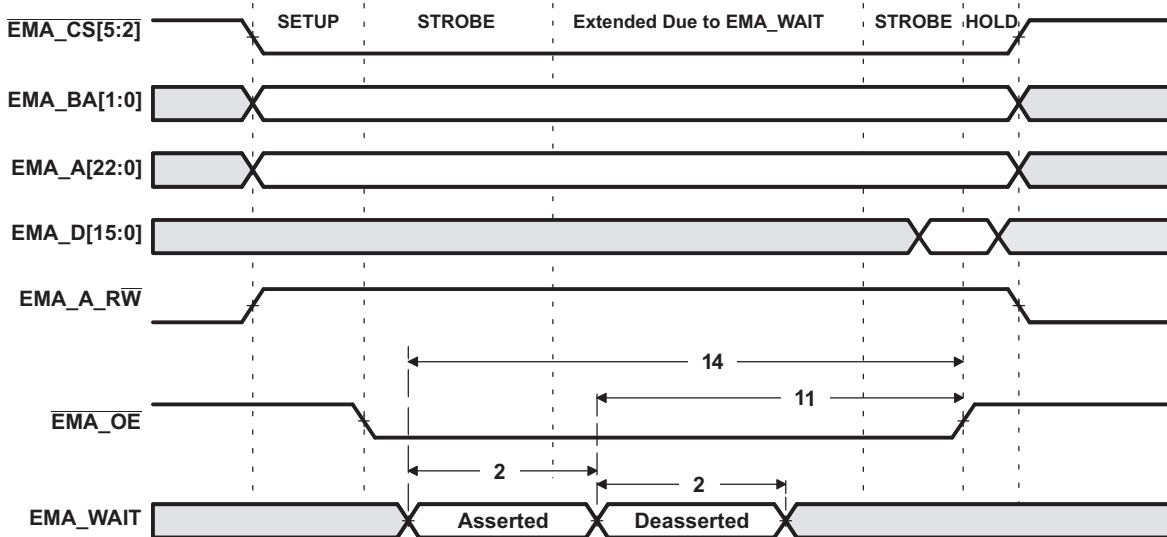 SETUP STROBE Extended Due to EMA_WAIT STROBE HOLD
EMA_CS[5:2]
EMA_BA[1:0]
EMA_A[22:0]
EMA_D[15:0]
EMA_A_RW
14
11
EMA_OE
2
2
EMA_WAIT Asserted Deasserted